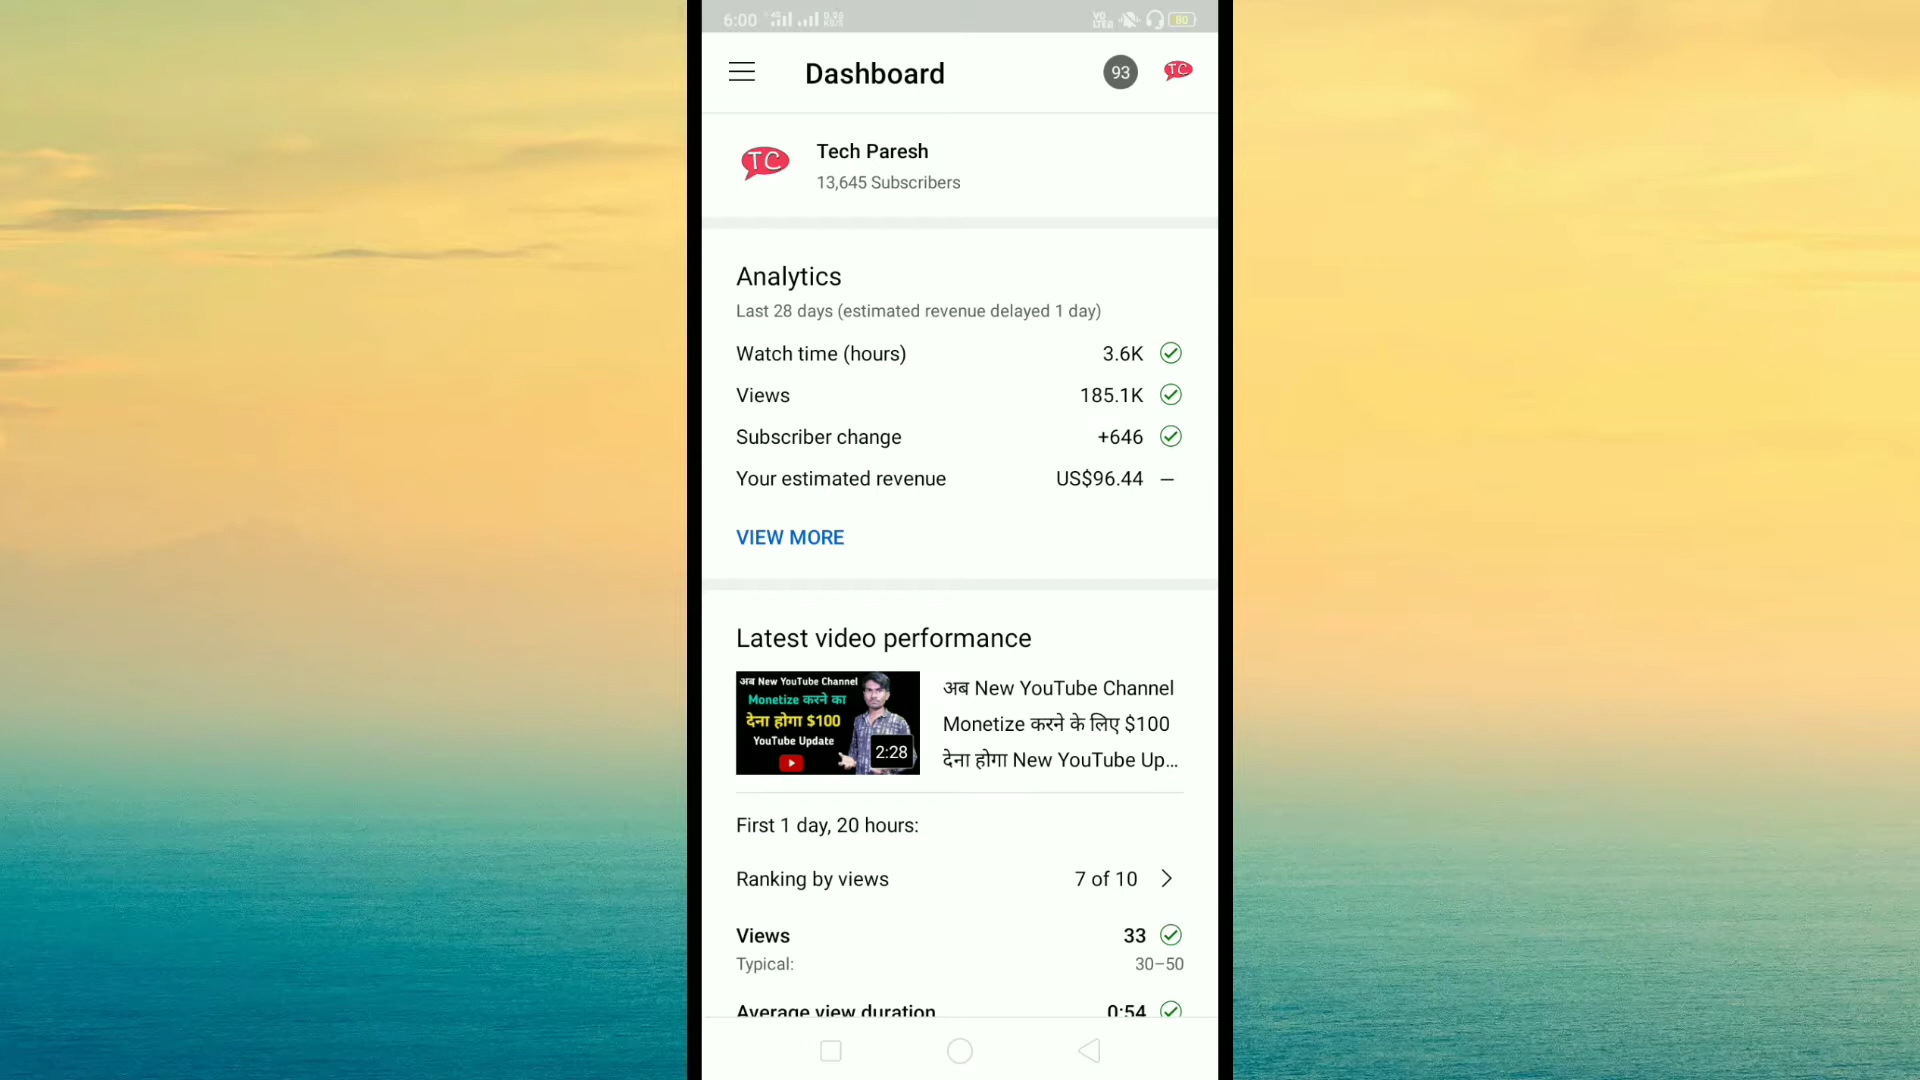 6:00
80
Dashboard
93
TC
TC
Tech Paresh
13,645 Subscribers
Analytics
Last 28 days (estimated revenue delayed 1 day)
Watch time (hours) 3.6K
Views 185.1K
Subscriber change +646
Your estimated revenue US$96.44 –
VIEW MORE
Latest video performance
अब New YouTube Channel
Monetize करने का
देना होगा $100
YouTube Update
2:28
अब New YouTube Channel
Monetize करने के लिए $100
देना होगा New YouTube Up...
First 1 day, 20 hours:
Ranking by views 7 of 10
Views 33
Typical: 30–50
Average view duration 0:54